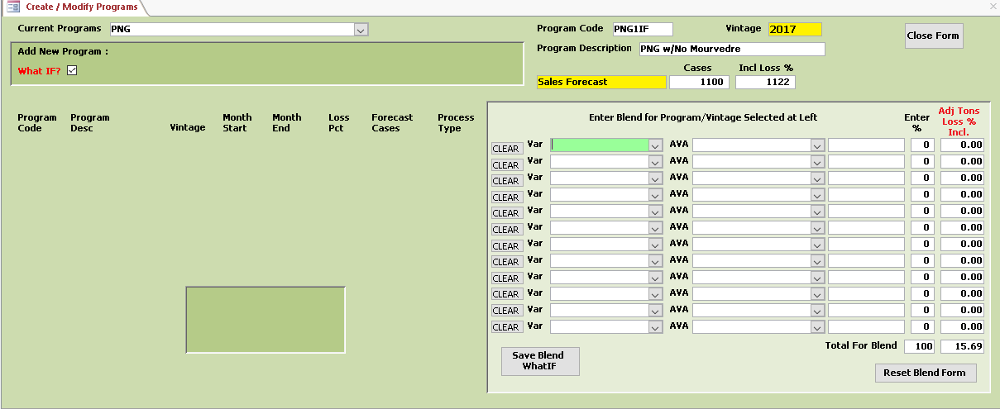 Create / Modify Programs
Current Programs PNG
Program Code PNG1IF Vintage 2017
Close Form
Add New Program :
Program Description PNG w/No Mourvedre
What IF?
Cases Incl Loss %
Sales Forecast 1100 1122
Program Code Program Desc Vintage Month Start Month End Loss Pct Forecast Cases Process Type
Enter Blend for Program/Vintage Selected at Left Enter % Adj Tons Loss % Incl.
CLEAR Var AVA 0 0.00
CLEAR Var AVA 0 0.00
CLEAR Var AVA 0 0.00
CLEAR Var AVA 0 0.00
CLEAR Var AVA 0 0.00
CLEAR Var AVA 0 0.00
CLEAR Var AVA 0 0.00
CLEAR Var AVA 0 0.00
CLEAR Var AVA 0 0.00
CLEAR Var AVA 0 0.00
CLEAR Var AVA 0 0.00
CLEAR Var AVA 0 0.00
Total For Blend 100 15.69
Save Blend
WhatIF
Reset Blend Form